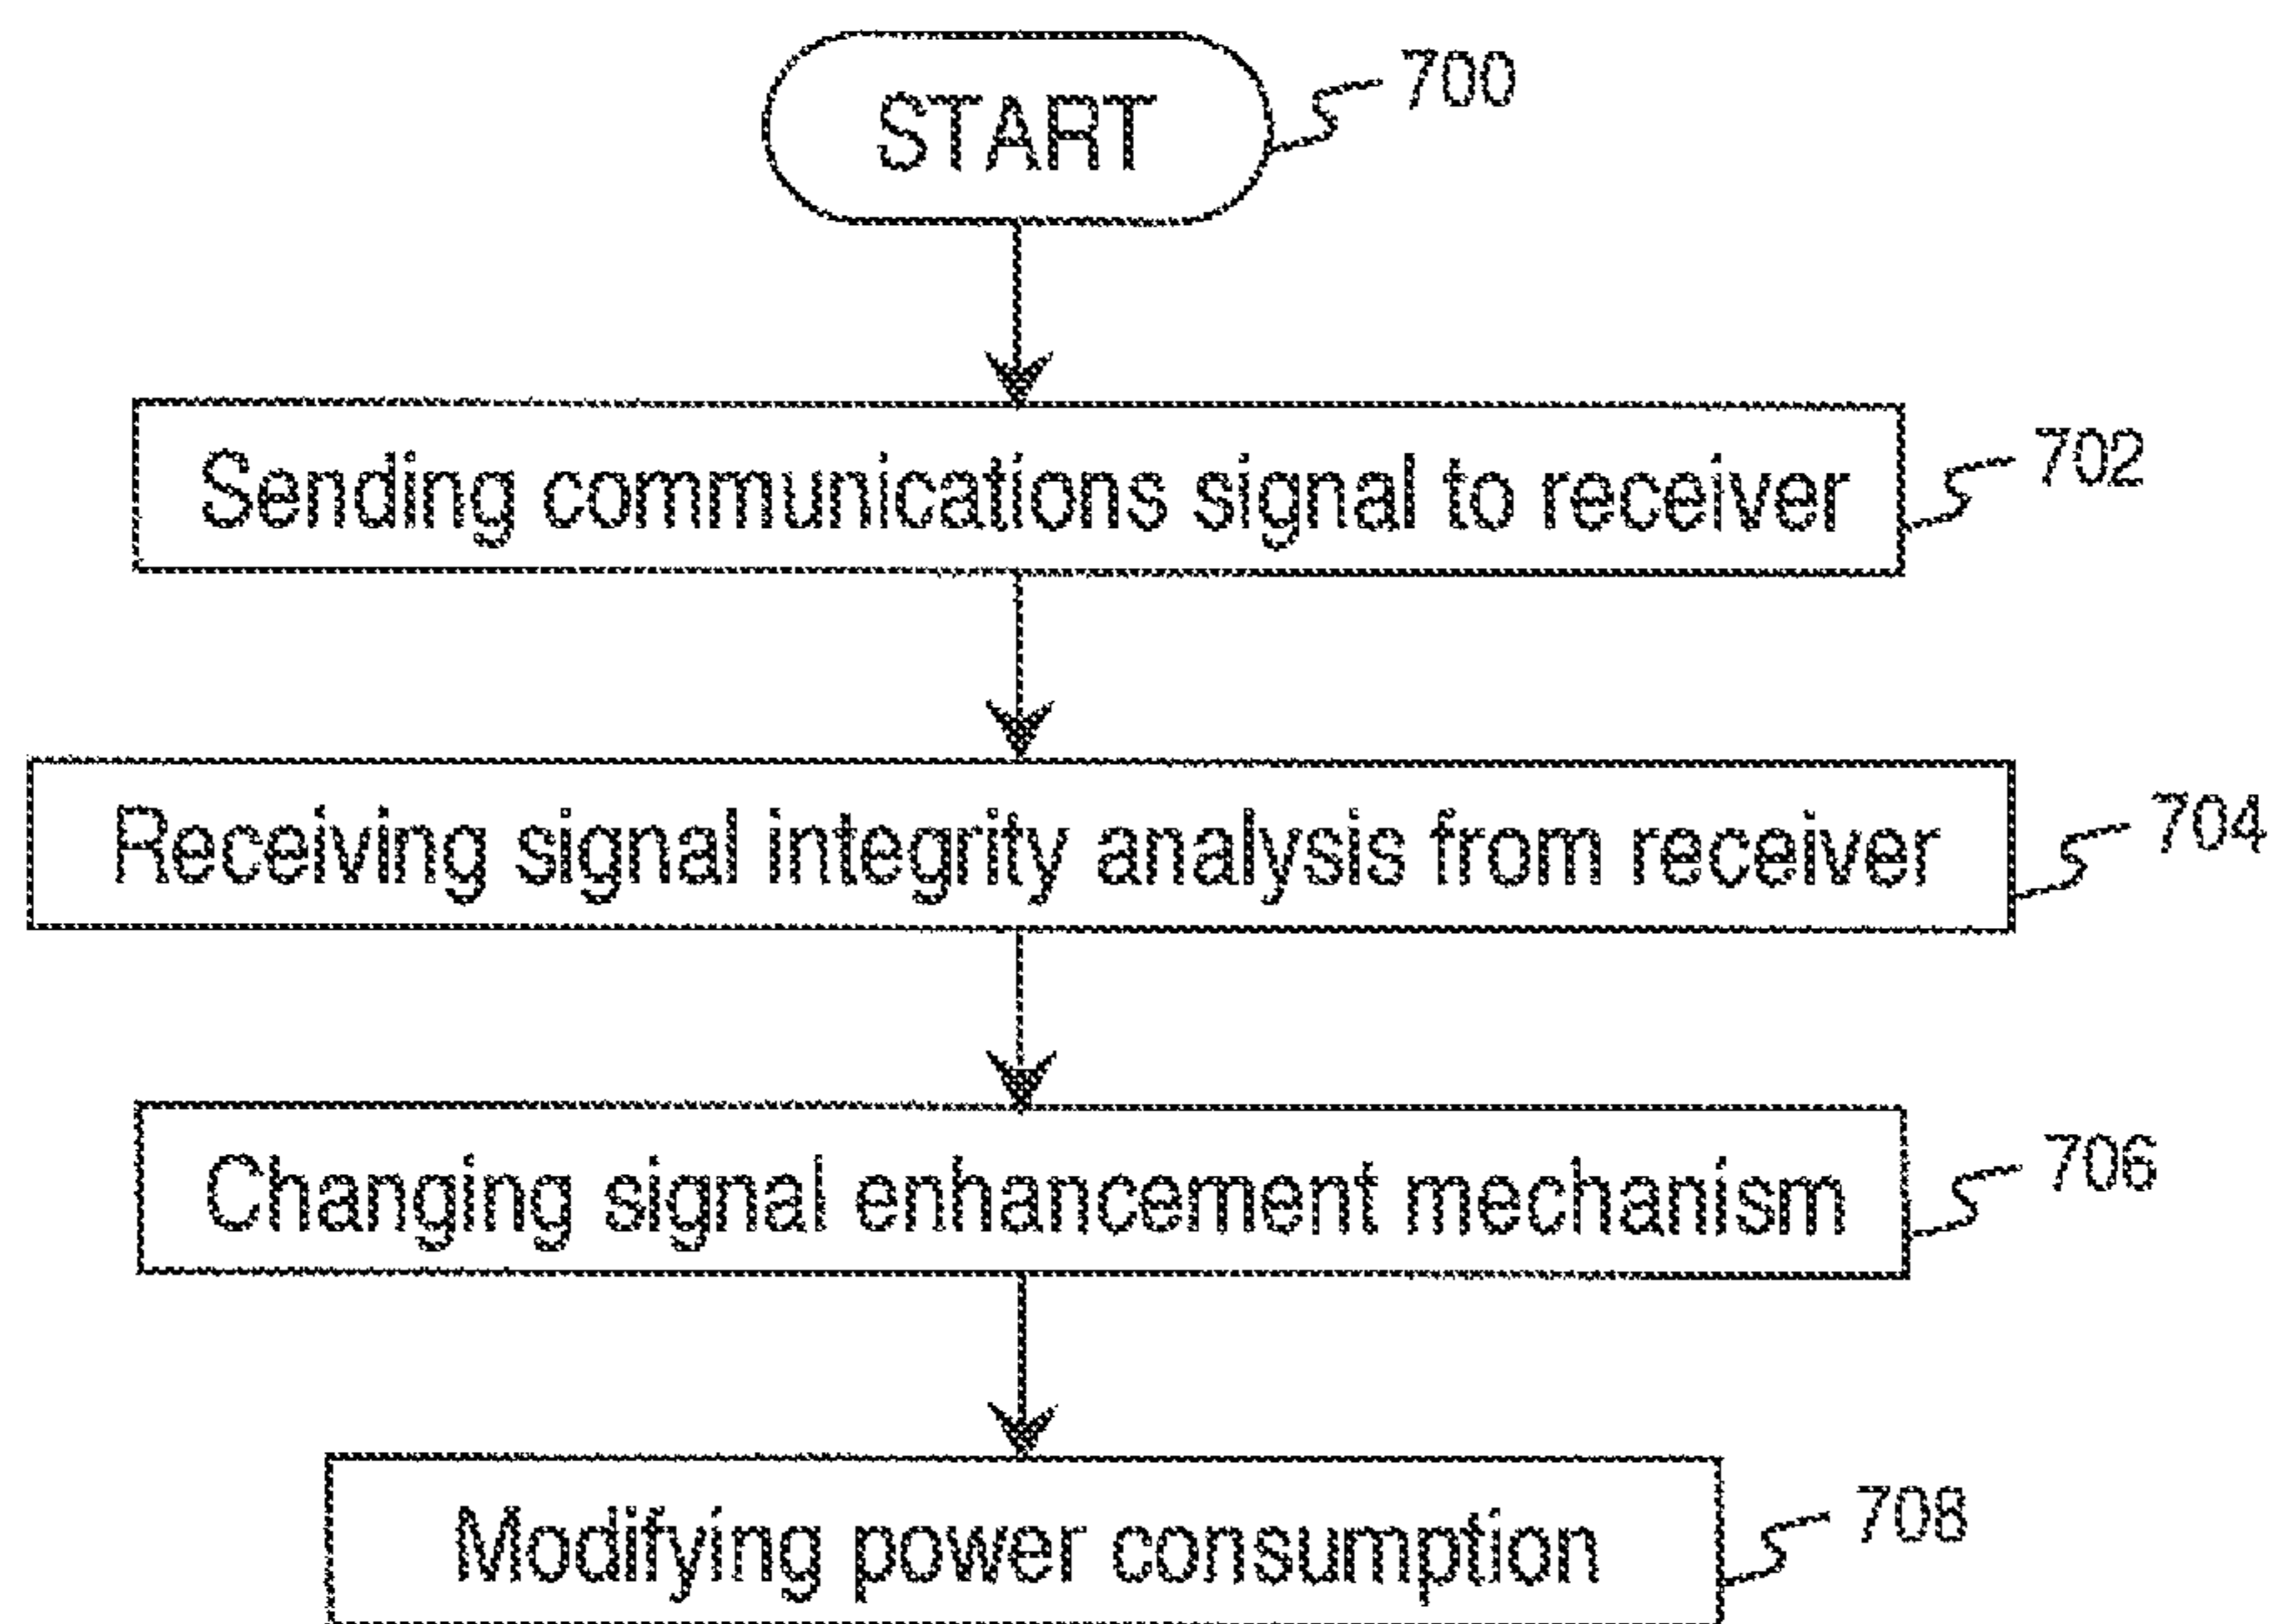 START
700
Sending communications signal to receiver
702
Receiving signal integrity analysis from receiver
704
Changing signal enhancement mechanism
706
Modifying power consumption
708